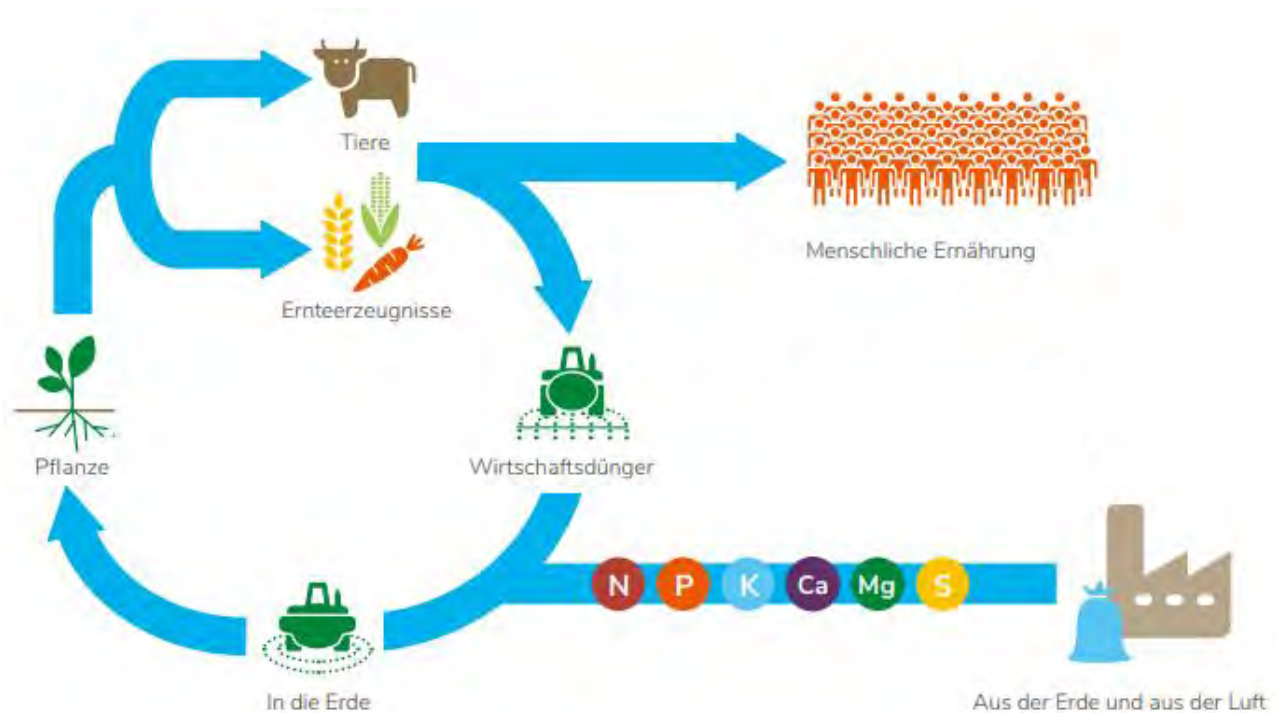 Tiere
Ernteerzeugnisse
Menschliche Ernährung
Pflanze
Wirtschaftsdünger
N P K Ca Mg S
In die Erde
Aus der Erde und aus der Luft